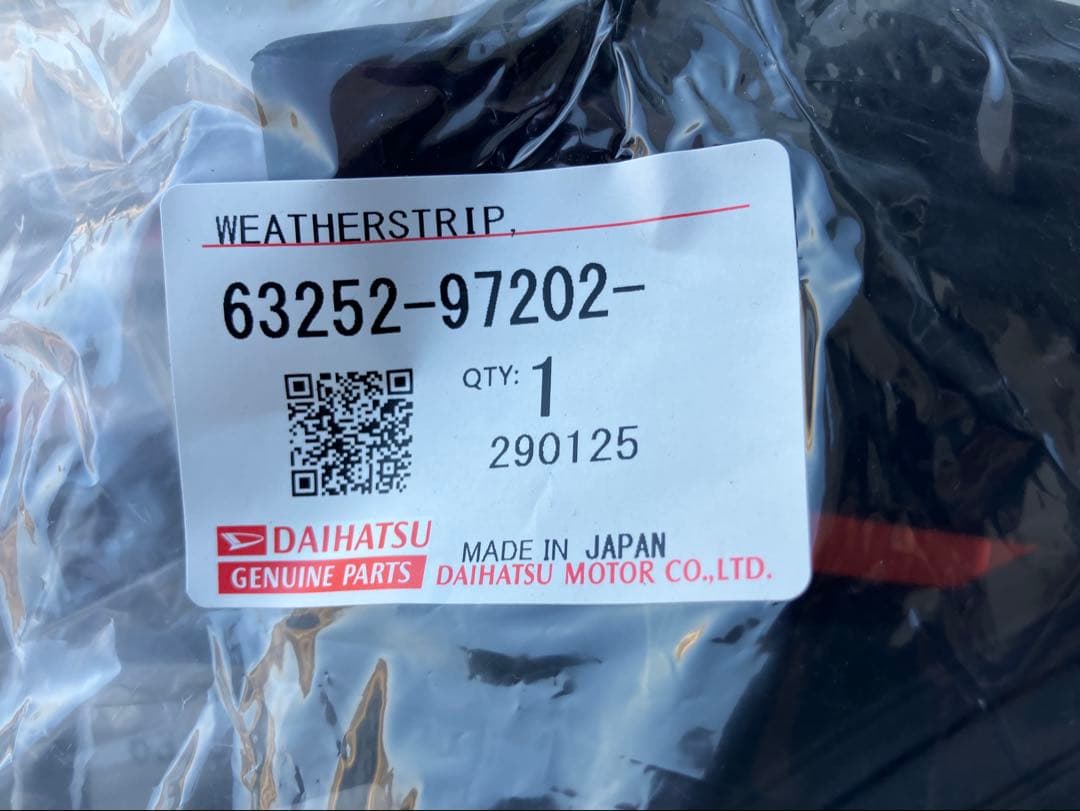 WEATHERSTRIP,
63252-97202-
QTY: 1
290125
DAIHATSU
GENUINE PARTS
MADE IN JAPAN
DAIHATSU MOTOR CO.,LTD.